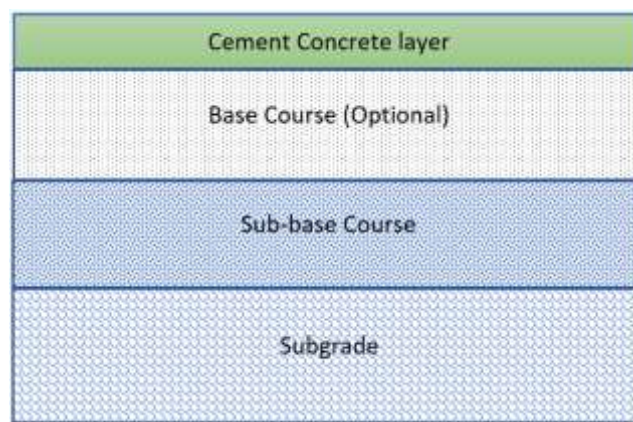 Cement Concrete layer
Base Course (Optional)
Sub-base Course
Subgrade